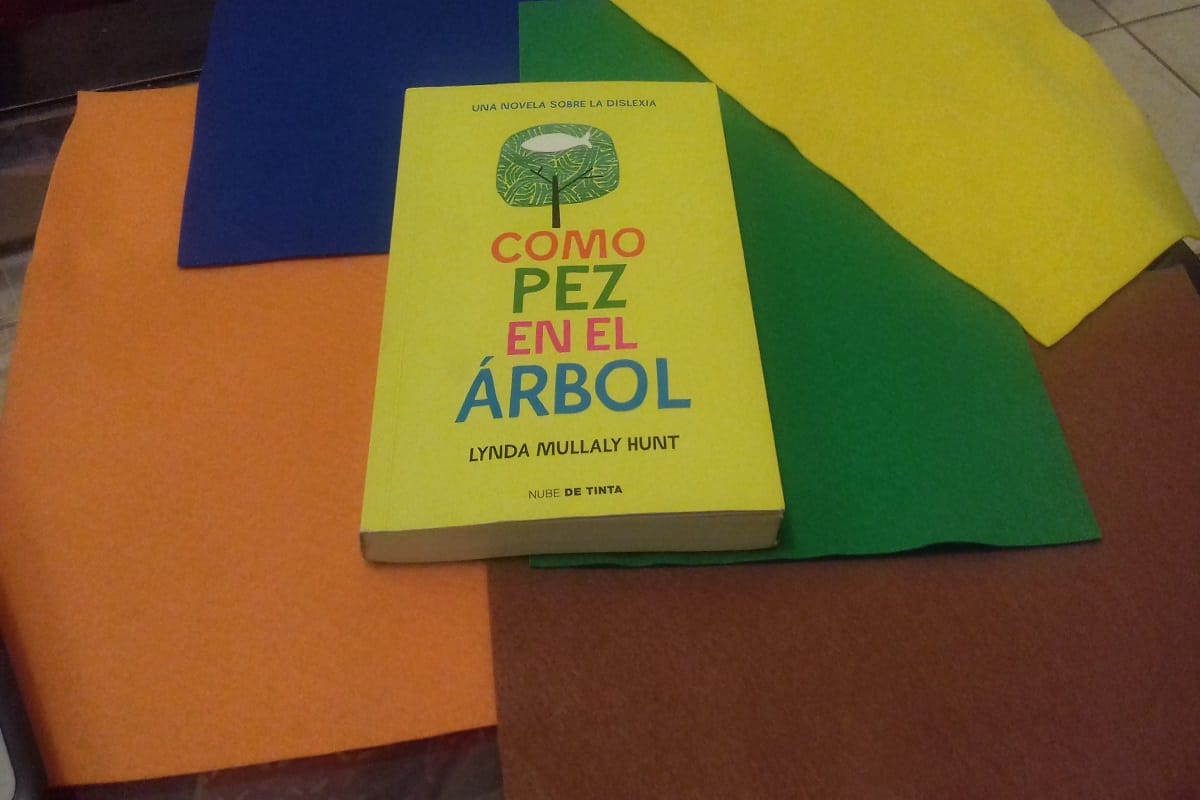 UNA NOVELA SOBRE LA DISLEXIA
COMO
PEZ
EN EL
ÁRBOL
LYNDA MULLALY HUNT
NUBE DE TINTA